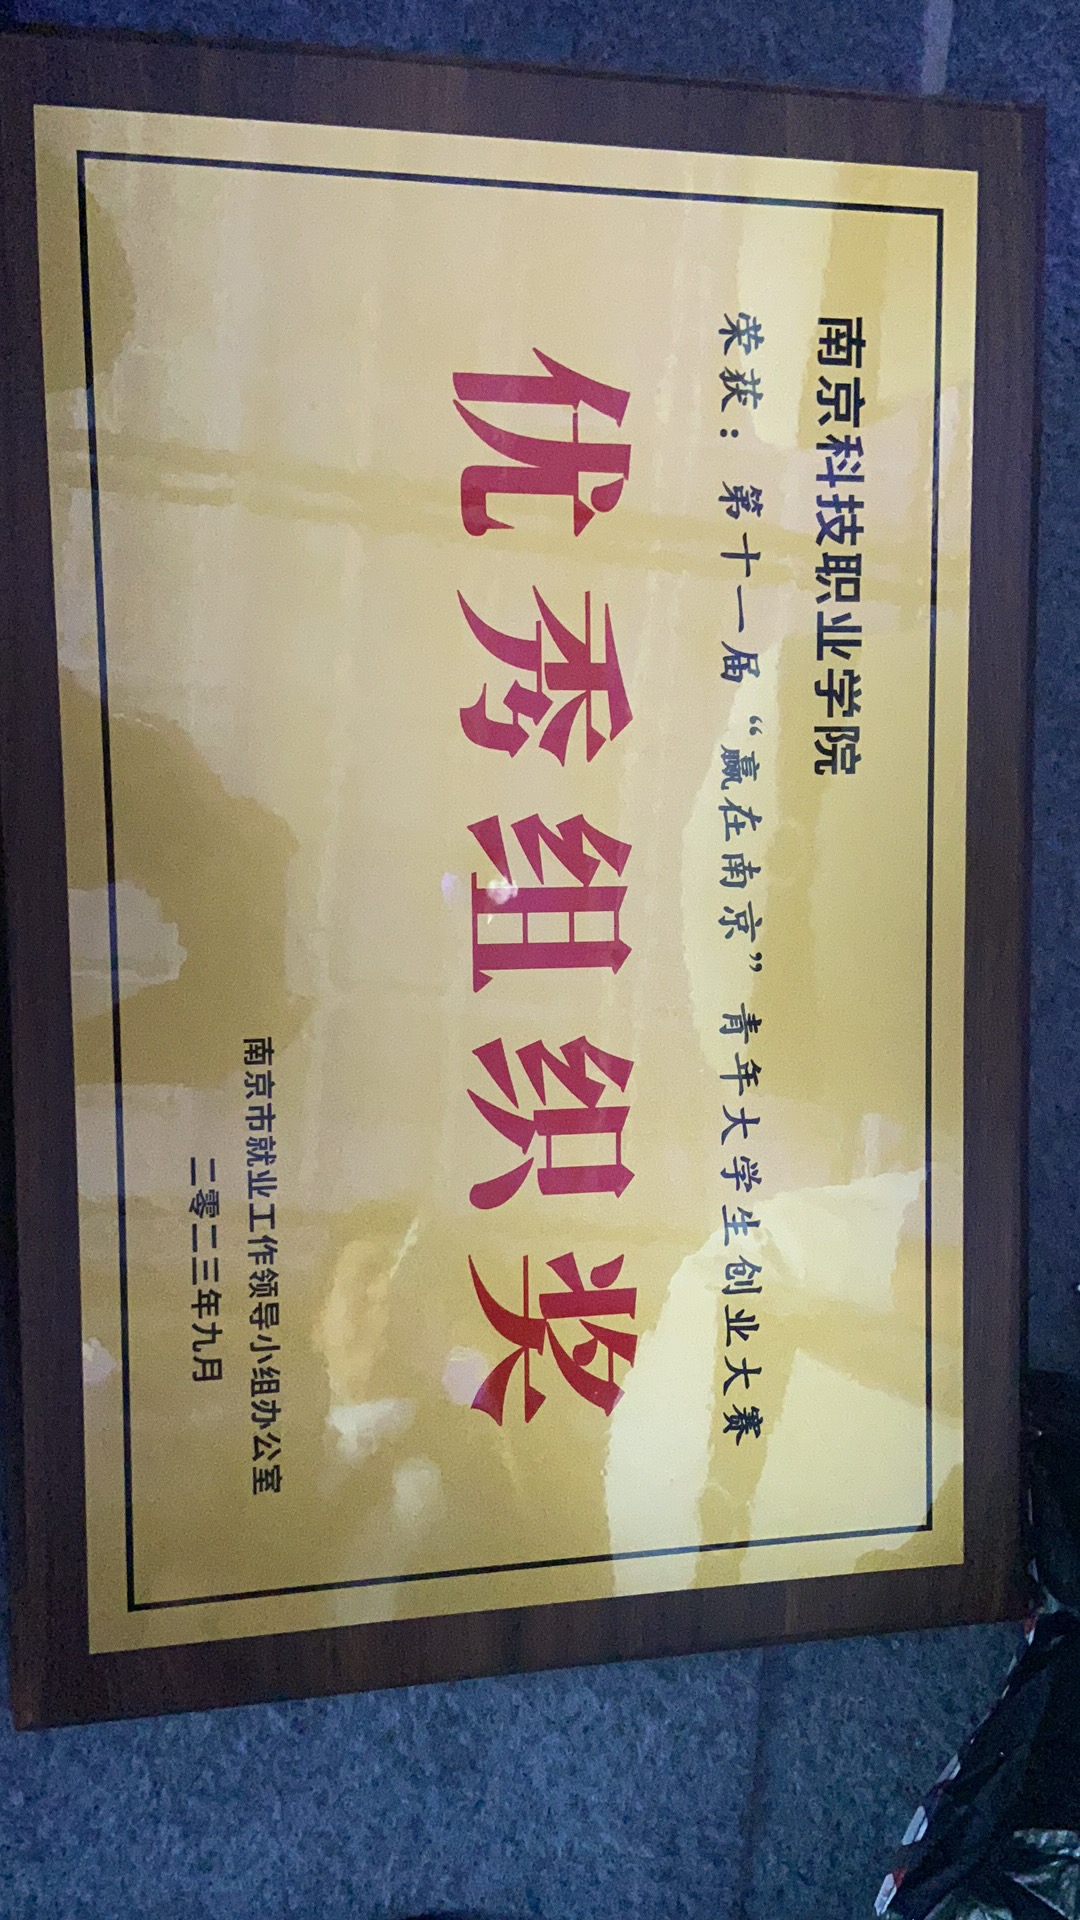 南京科技职业学院
荣获：第十一届“赢在南京”青年大学生创业大赛
优秀组织奖
南京市就业工作领导小组办公室
二零二三年九月